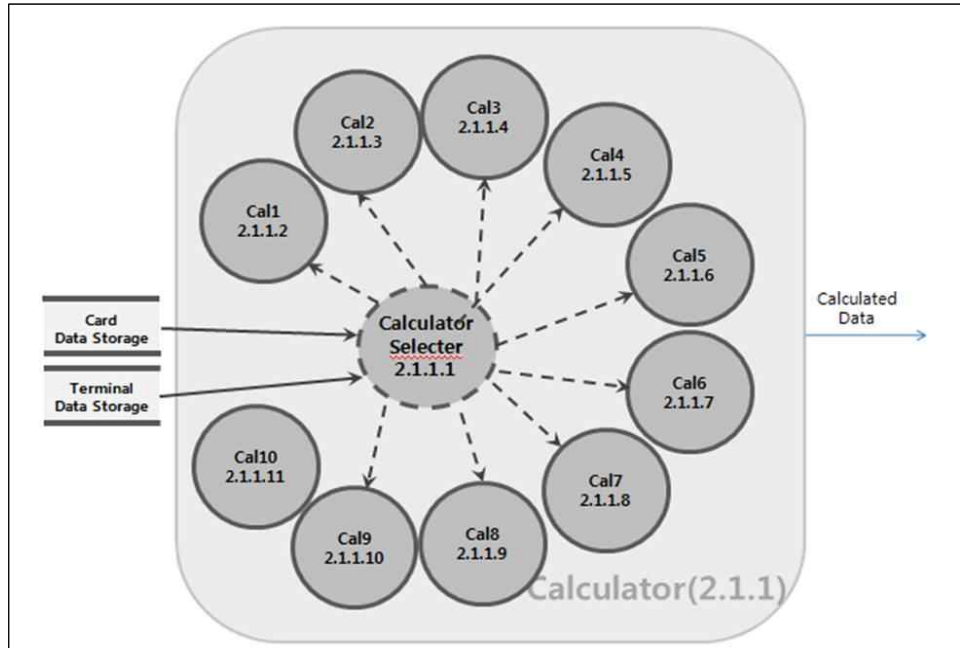 Cal3
2.1.1.4
Cal2
2.1.1.3
Cal4
2.1.1.5
Cal1
2.1.1.2
Cal5
2.1.1.6
Card
Data Storage
Calculator
Selecter
2.1.1.1
Calculated
Data
Terminal
Data Storage
Cal6
2.1.1.7
Cal10
2.1.1.11
Cal7
2.1.1.8
Cal9
2.1.1.10
Cal8
2.1.1.9
Calculator(2.1.1)